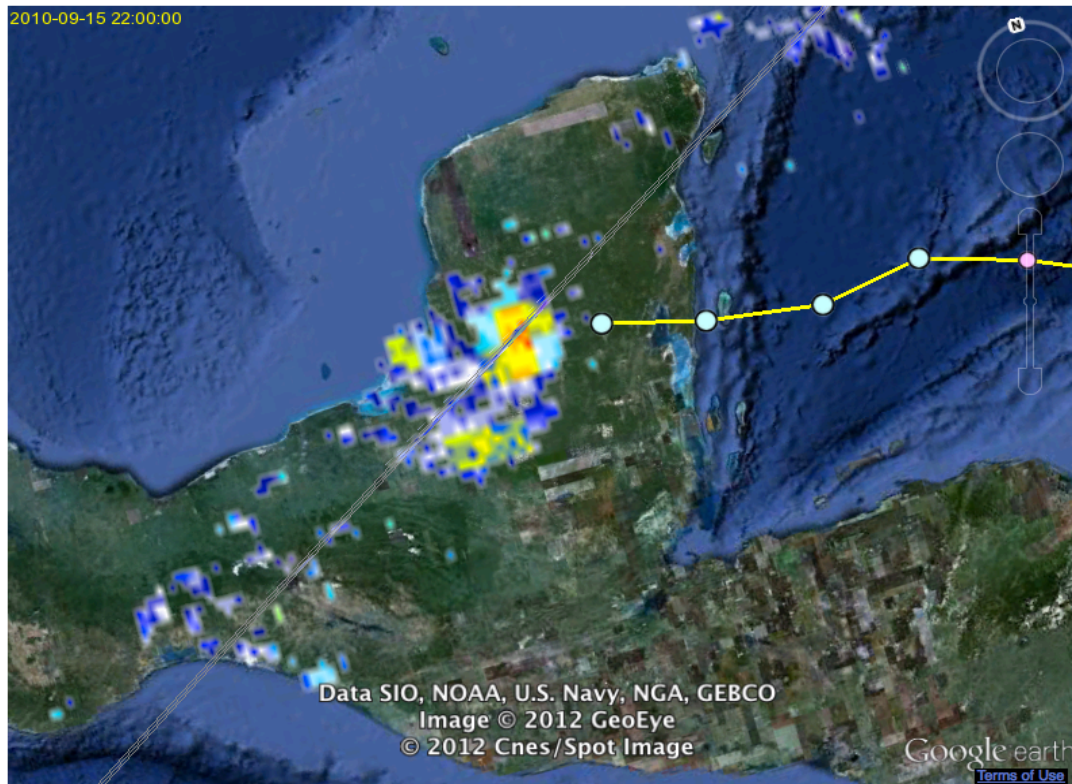 2010-09-15 22:00:00
N
Data SIO, NOAA, U.S. Navy, NGA, GEBCO
Image © 2012 GeoEye
© 2012 Cnes/Spot Image
Google earth
Terms of Use